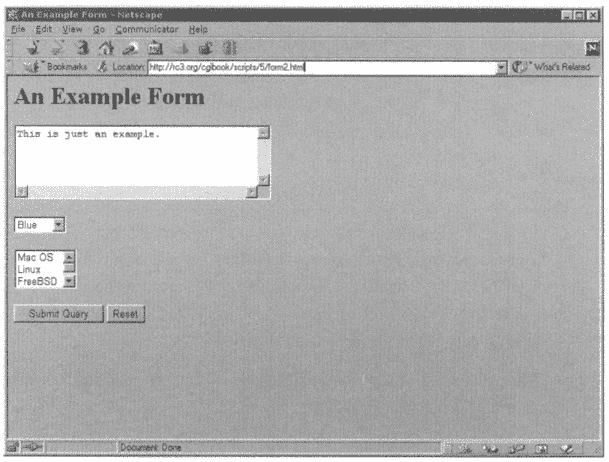 An Example Form - Netscape
File Edit View Go Communicator Help
Bookmarks Location: http://rc3.org/cgibook/scripts/5/form2.html What's Related
An Example Form
This is just an example.
Blue
Mac OS
Linux
FreeBSD
Submit Query Reset
Document: Done